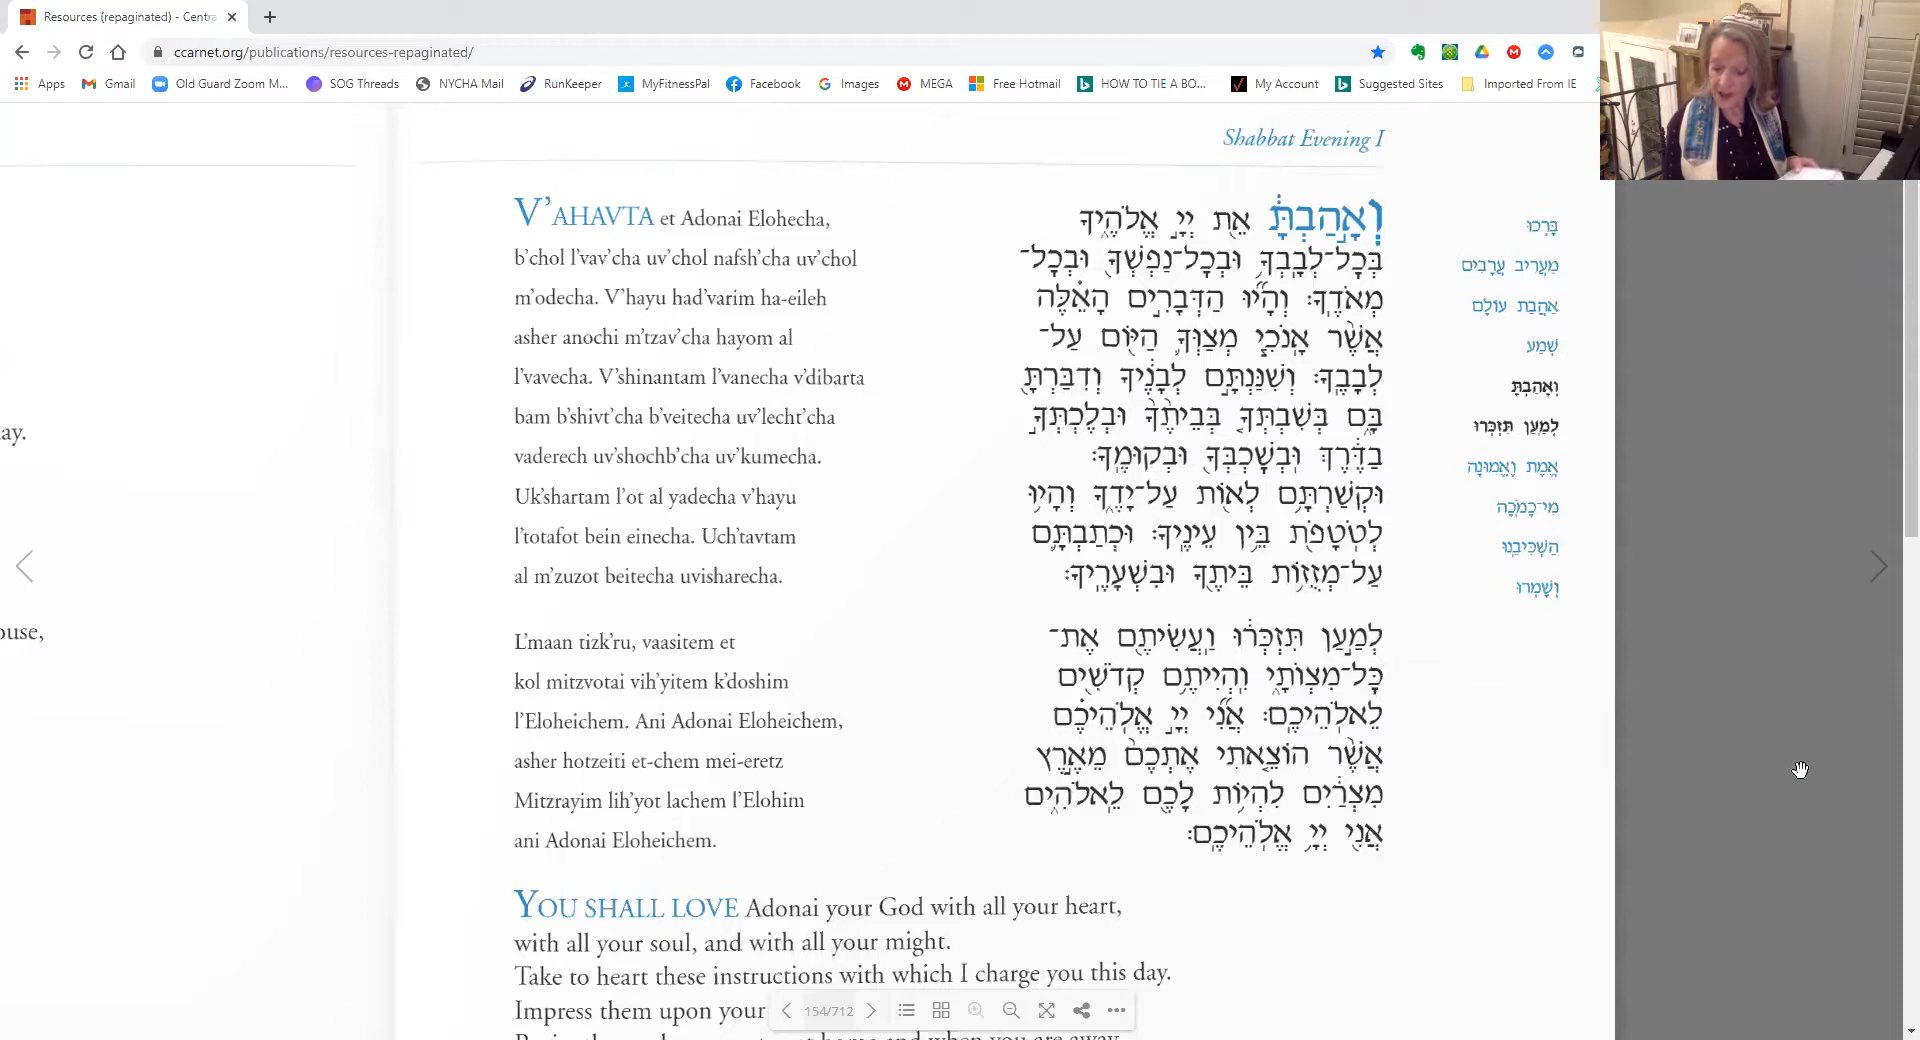 Resources (repaginated) - Centra
ccarnet.org/publications/resources-repaginated/
Apps Gmail Old Guard Zoom M... SOG Threads NYCHA Mail RunKeeper MyFitnessPal Facebook Images MEGA Free Hotmail HOW TO TIE A BO... My Account Suggested Sites Imported From IE
Shabbat Evening I
V’AHAVTA et Adonai Elohecha,
b’chol l’vav’cha uv’chol nafsh’cha uv’chol
m’odecha. V’hayu had’varim ha-eileh
asher anochi m’tzav’cha hayom al
l’vavecha. V’shinantam l’vanecha v’dibarta
bam b’shivt’cha b’veitecha uv’lecht’cha
vaderech uv’shochb’cha uv’kumecha.
Uk’shartam l’ot al yadecha v’hayu
l’totafot bein einecha. Uch’tavtam
al m’zuzot beitecha uvisharecha.
L’maan tizk’ru, vaasitem et
kol mitzvotai vih’yitem k’doshim
l’Eloheichem. Ani Adonai Eloheichem,
asher hotzeiti et-chem mei-eretz
Mitzrayim lih’yot lachem l’Elohim
ani Adonai Eloheichem.
וְאָ֣הַבְתָּ֔ אֵ֖ת יְיָ֣ אֱלֹהֶ֑יךָ
בְּכׇל־לְבָבְךָ֥ וּבְכׇל־נַפְשְׁךָ֖ וּבְכׇל־
מְאֹדֶֽךָ׃ וְהָי֞וּ הַדְּבָרִ֣ים הָאֵ֗לֶּה
אֲשֶׁ֨ר אָנֹכִ֧י מְצַוְּךָ֛ הַיּ֖וֹם עַל־
לְבָבֶֽךָ׃ וְשִׁנַּנְתָּ֣ם לְבָנֶ֔יךָ וְדִבַּרְתָּ֖
בָּ֑ם בְּשִׁבְתְּךָ֤ בְּבֵיתֶ֙ךָ֙ וּבְלֶכְתְּךָ֣
בַדֶּ֔רֶךְ וּֽבְשׇׁכְבְּךָ֖ וּבְקוּמֶֽךָ׃
וּקְשַׁרְתָּ֥ם לְא֖וֹת עַל־יָדֶ֑ךָ וְהָי֥וּ
לְטֹטָפֹ֖ת בֵּ֥ין עֵינֶֽיךָ׃ וּכְתַבְתָּ֛ם
עַל־מְזֻז֥וֹת בֵּיתֶ֖ךָ וּבִשְׁעָרֶֽיךָ׃
לְמַ֣עַן תִּזְכְּר֔וּ וַעֲשִׂיתֶ֖ם אֶת־
כׇּל־מִצְוֺתָ֑י וִהְיִיתֶ֥ם קְדֹשִׁ֖ים
לֵאלֹהֵיכֶֽם׃ אֲנִ֞י יְיָ֣ אֱלֹהֵיכֶ֗ם
אֲשֶׁ֨ר הוֹצֵ֤אתִי אֶתְכֶם֙ מֵאֶ֣רֶץ
מִצְרַ֔יִם לִהְי֥וֹת לָכֶ֖ם לֵאלֹהִ֑ים
אֲנִ֖י יְיָ֥ אֱלֹהֵיכֶֽם׃
בָּרְכוּ
מַעֲרִיב עֲרָבִים
אַהֲבַת עוֹלָם
שְׁמַע
וְאָהַבְתָּ
לְמַעַן תִּזְכְּרוּ
אֱמֶת וֶאֱמוּנָה
מִי־כָמֹכָה
הַשְׁכִּיבֵנוּ
וְשָׁמְרוּ
YOU SHALL LOVE Adonai your God with all your heart,
with all your soul, and with all your might.
Take to heart these instructions with which I charge you this day.
Impress them upon your
ay.
ouse,
154/712